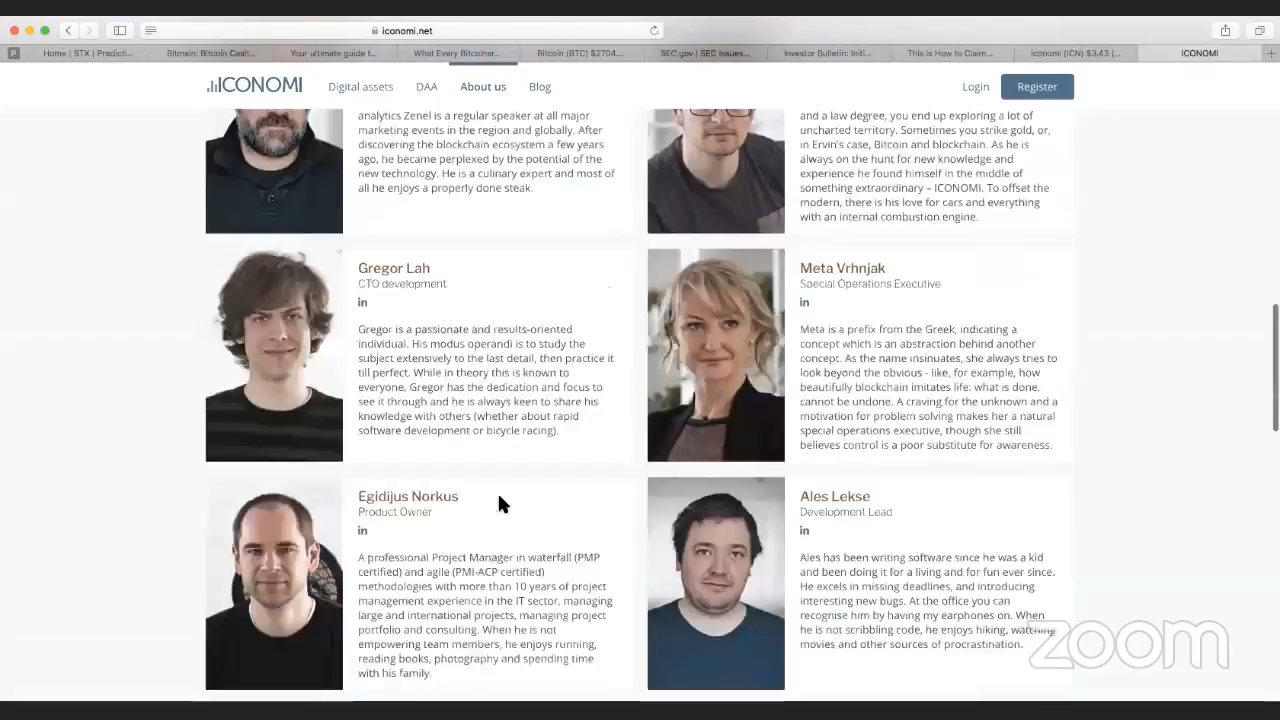 iconomi.net
P
Home | STX | Predicti...
Bitmain: Bitcoin Cash...
Your ultimate guide t...
What Every Bitcoiner...
Bitcoin (BTC) $2704...
SEC.gov | SEC Issues...
Investor Bulletin: Initi...
This is How to Claim...
Iconomi (ICN) $3.43 (...
ICONOMI
ICONOMI
Digital assets
DAA
About us
Blog
Login
Register
analytics Zenel is a regular speaker at all major
marketing events in the region and globally. After
discovering the blockchain ecosystem a few years
ago, he became perplexed by the potential of the
new technology. He is a culinary expert and most of
all he enjoys a properly done steak.
and a law degree, you end up exploring a lot of
uncharted territory. Sometimes you strike gold, or,
in Ervin's case, Bitcoin and blockchain. As he is
always on the hunt for new knowledge and
experience he found himself in the middle of
something extraordinary – ICONOMI. To offset the
modern, there is his love for cars and everything
with an internal combustion engine.
Gregor Lah
CTO development
in
Gregor is a passionate and results-oriented
individual. His modus operandi is to study the
subject extensively to the last detail, then practice it
till perfect. While in theory this is known to
everyone, Gregor has the dedication and focus to
see it through and he is always keen to share his
knowledge with others (whether about rapid
software development or bicycle racing).
Meta Vrhnjak
Special Operations Executive
in
Meta is a prefix from the Greek, indicating a
concept which is an abstraction behind another
concept. As the name insinuates, she always tries to
look beyond the obvious - like, for example, how
beautifully blockchain imitates life: what is done,
cannot be undone. A craving for the unknown and a
motivation for problem solving makes her a natural
special operations executive, though she still
believes control is a poor substitute for awareness.
Egidijus Norkus
Product Owner
in
A professional Project Manager in waterfall (PMP
certified) and agile (PMI-ACP certified)
methodologies with more than 10 years of project
management experience in the IT sector, managing
large and international projects, managing project
portfolio and consulting. When he is not
empowering team members, he enjoys running,
reading books, photography and spending time
with his family.
Ales Lekse
Development Lead
in
Ales has been writing software since he was a kid
and been doing it for a living and for fun ever since.
He excels in missing deadlines, and introducing
interesting new bugs. At the office you can
recognise him by having my earphones on. When
he is not scribbling code, he enjoys hiking, watching
movies and other sources of procrastination.
zoom